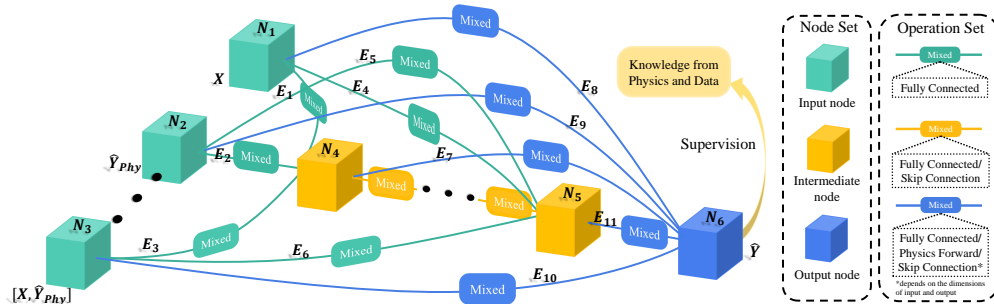 N1
X
Mixed
E1
Mixed
E5
Mixed
E4
Mixed
Mixed
E8
Knowledge from
Physics and Data
N2
ŶPhy
E2
Mixed
N4
Mixed
E7
Mixed
Mixed
E9
Supervision
Mixed
N5
E11
Mixed
N6
Ŷ
N3
[X, ŶPhy]
E3
Mixed
E6
Mixed
Mixed
E10
Node Set
Input node
Intermediate
node
Output node
Operation Set
Mixed
Fully Connected
Mixed
Fully Connected/
Skip Connection
Mixed
Fully Connected/
Physics Forward/
Skip Connection*
*depends on the dimensions
of input and output